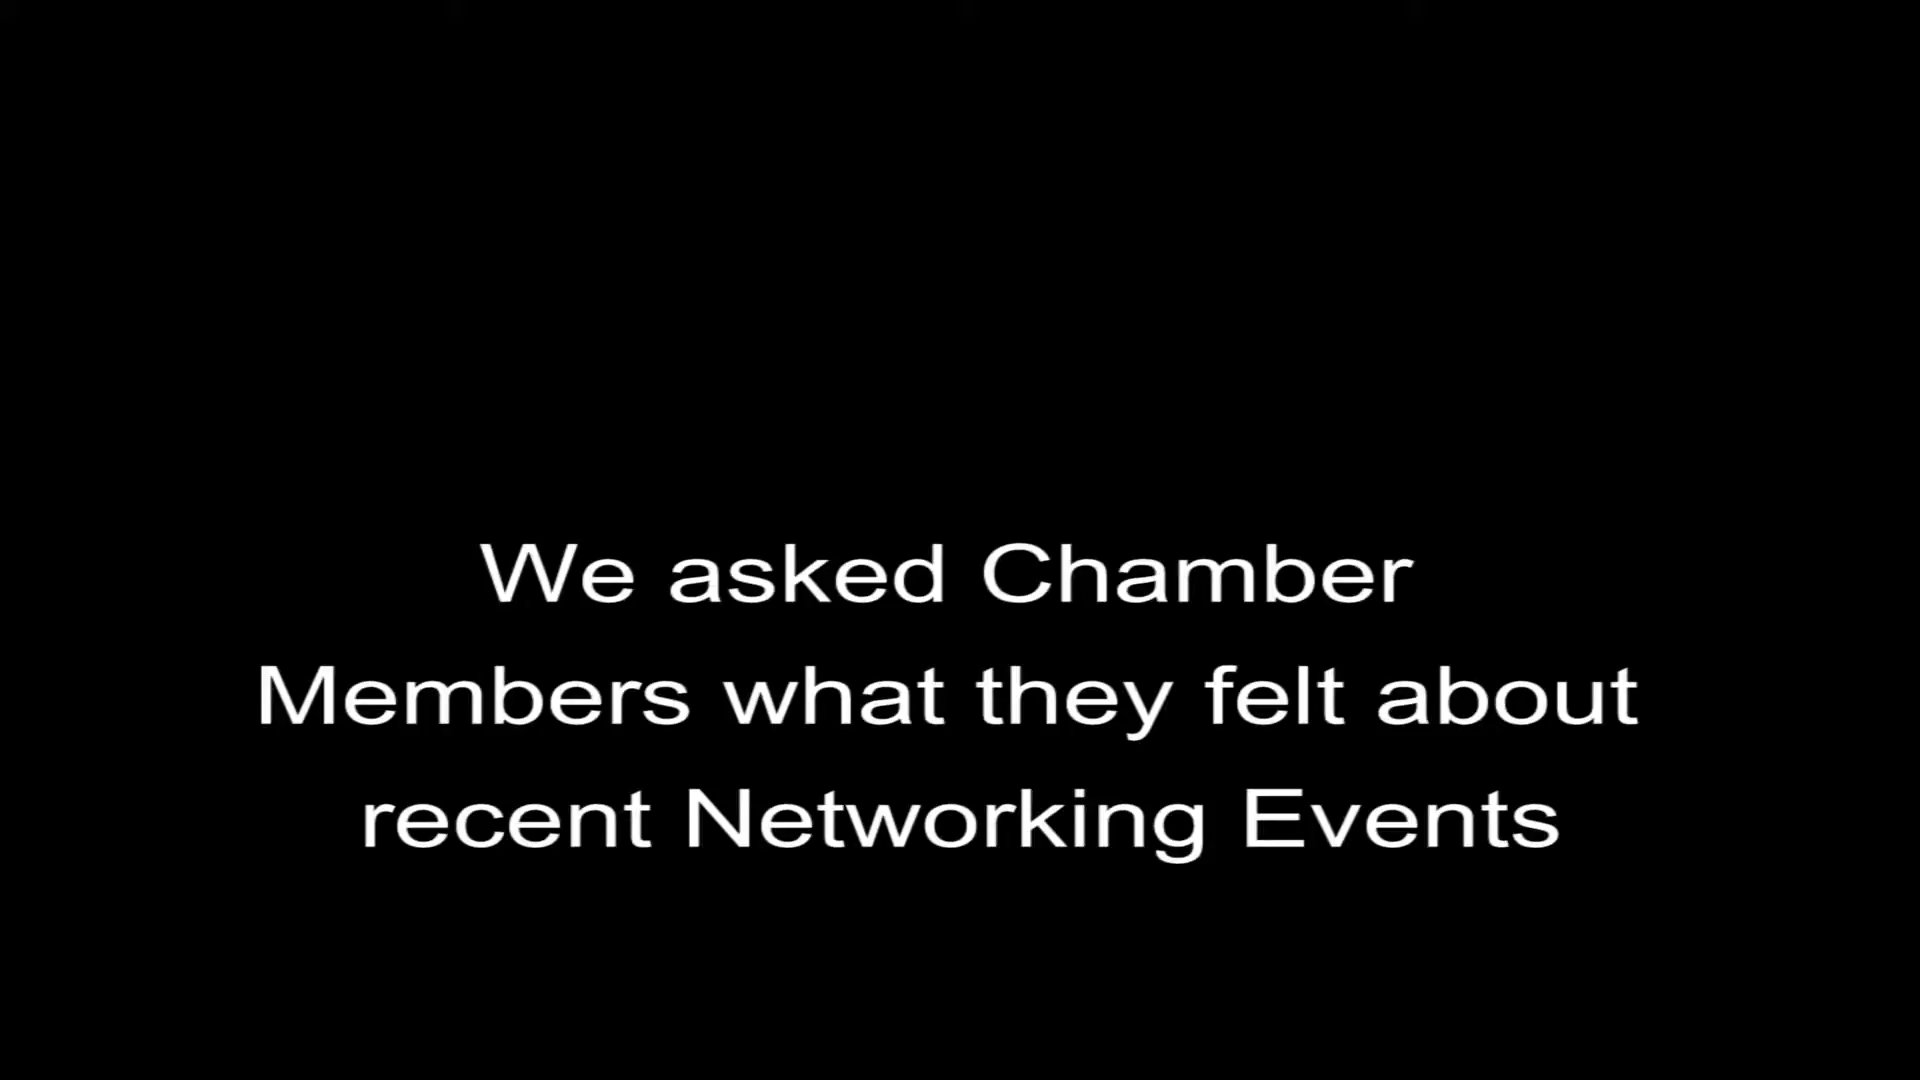 We asked Chamber
Members what they felt about
recent Networking Events